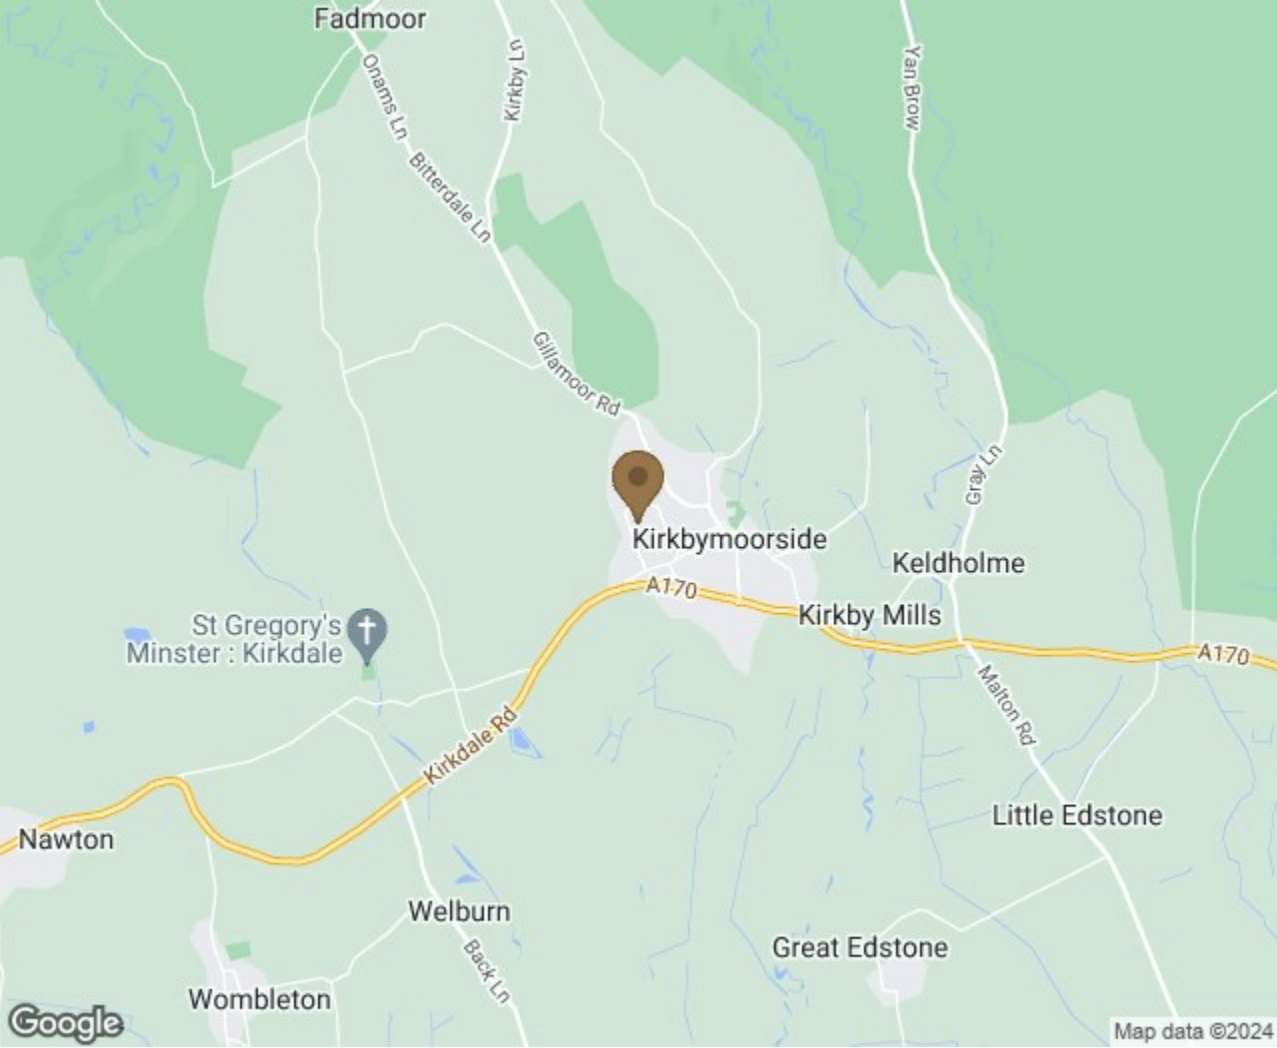 Fadmoor
Onams Ln
Kirkby Ln
Yan Brow
Bitterdale Ln
Gillamoor Rd
Gray Ln
Kirkbymoorside
Keldholme
A170
Kirkby Mills
St Gregory's
Minster : Kirkdale
A170
Malton Rd
Kirkdale Rd
Little Edstone
Nawton
Welburn
Great Edstone
Back Ln
Wombleton
Google
Map data ©2024